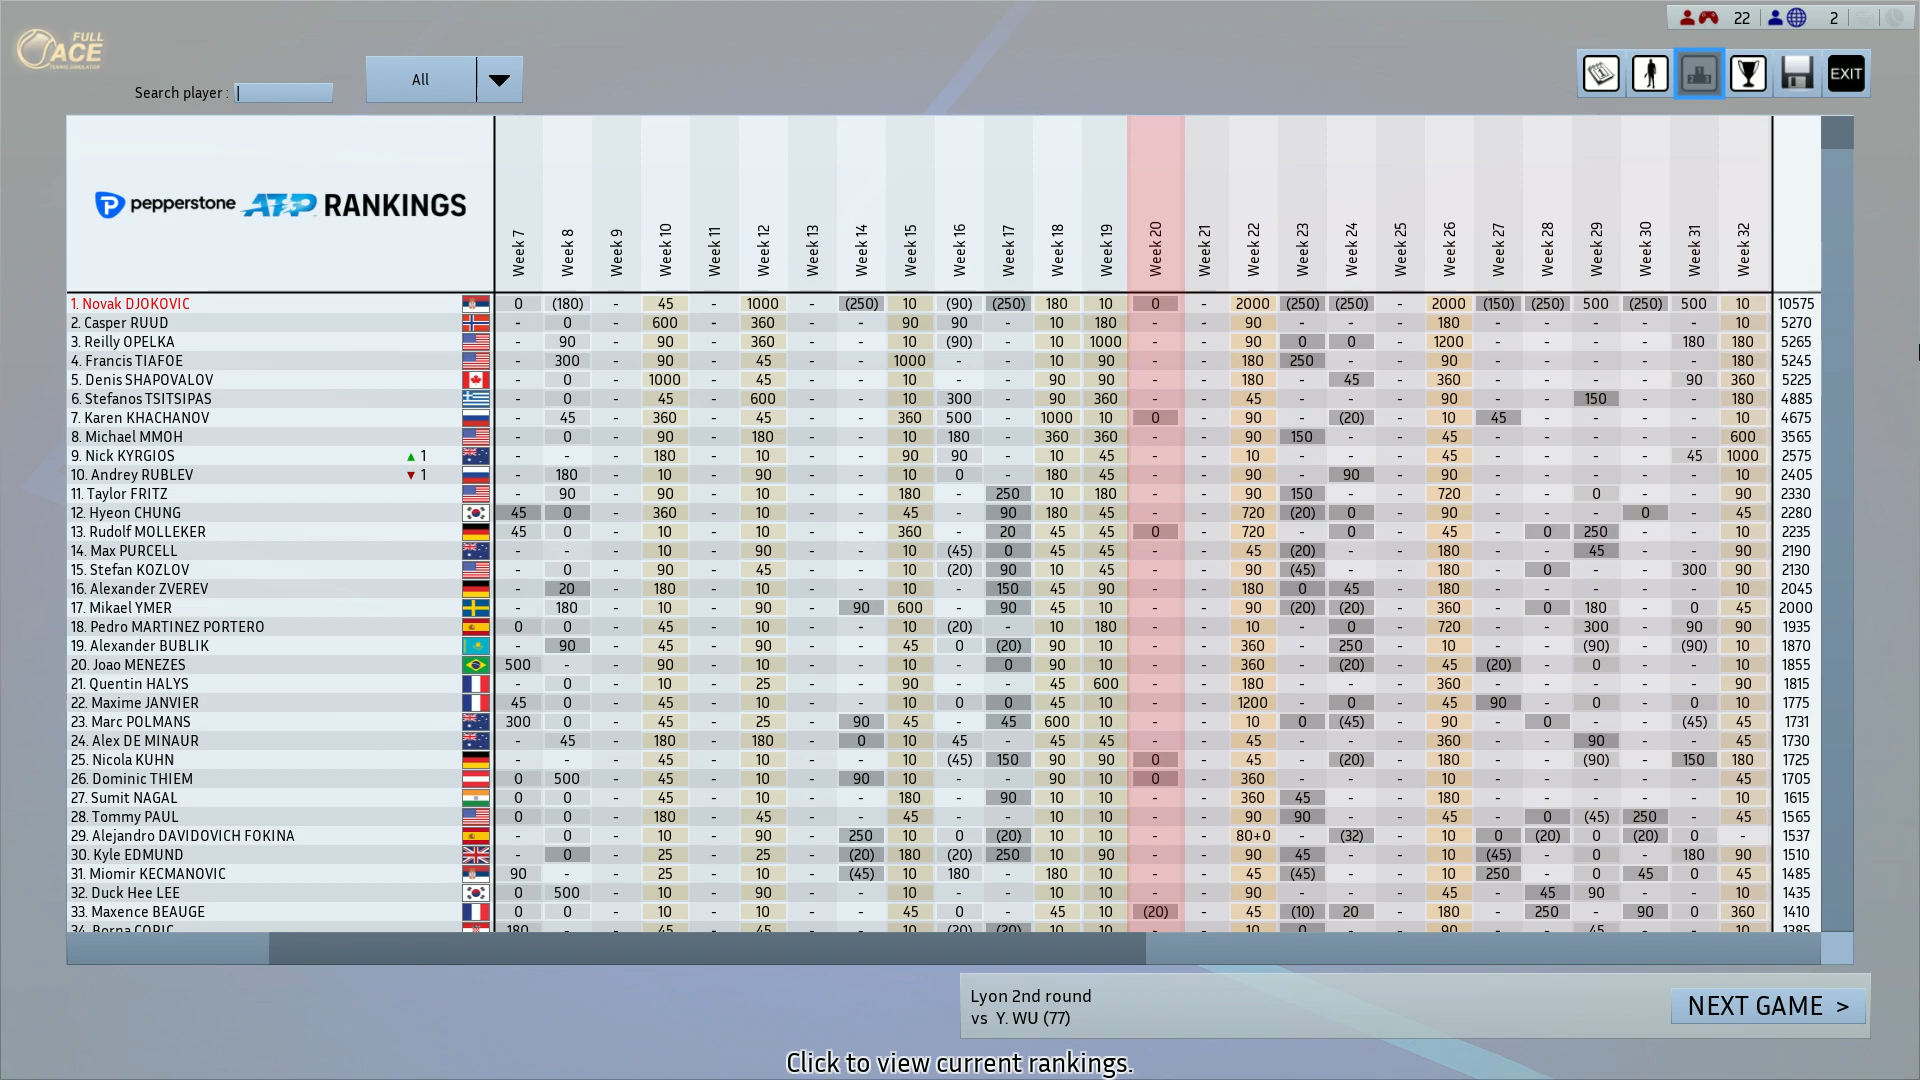 FULL
ACE
TENNIS SIMULATOR
22 2
Search player :
All
EXIT
pepperstone ATP RANKINGS
Week 7 Week 8 Week 9 Week 10 Week 11 Week 12 Week 13 Week 14 Week 15 Week 16 Week 17 Week 18 Week 19 Week 20 Week 21 Week 22 Week 23 Week 24 Week 25 Week 26 Week 27 Week 28 Week 29 Week 30 Week 31 Week 32
1. Novak DJOKOVIC 0 (180) - 45 - 1000 - (250) 10 (90) (250) 180 10 0 - 2000 (250) (250) - 2000 (150) (250) 500 (250) 500 10 10575
2. Casper RUUD - 0 - 600 - 360 - - 90 90 - 10 180 - - 90 - - - 180 - - - - - 10 5270
3. Reilly OPELKA - 90 - 90 - 360 - - 10 (90) - 10 1000 - - 90 0 0 - 1200 - - - - 180 180 5265
4. Francis TIAFOE - 300 - 90 - 45 - - 1000 - - 10 90 - - 180 250 - - 90 - - - - - 180 5245
5. Denis SHAPOVALOV - 0 - 1000 - 45 - - 10 - - 90 90 - - 180 - 45 - 360 - - - - 90 360 5225
6. Stefanos TSITSIPAS - 0 - 45 - 600 - - 10 300 - 90 360 - - 45 - - - 90 - - 150 - - 180 4885
7. Karen KHACHANOV - 45 - 360 - 45 - - 360 500 - 1000 10 0 - 90 - (20) - 10 45 - - - - 10 4675
8. Michael MMOH - 0 - 90 - 180 - - 10 180 - 360 360 - - 90 150 - - 45 - - - - - 600 3565
9. Nick KYRGIOS 1 - - - 180 - 10 - - 90 90 - 10 45 - - 10 - - - 45 - - - - 45 1000 2575
10. Andrey RUBLEV 1 - 180 - 10 - 90 - - 10 0 - 180 45 - - 90 - 90 - 90 - - - - - 10 2405
11. Taylor FRITZ - 90 - 90 - 10 - - 180 - 250 10 180 - - 90 150 - - 720 - - 0 - - 90 2330
12. Hyeon CHUNG 45 0 - 360 - 10 - - 45 - 90 180 45 - - 720 (20) 0 - 90 - - - 0 - 45 2280
13. Rudolf MOLLEKER 45 0 - 10 - 10 - - 360 - 20 45 45 0 - 720 - 0 - 45 - 0 250 - - 10 2235
14. Max PURCELL - - - 10 - 90 - - 10 (45) 0 45 45 - - 45 (20) - - 180 - - 45 - - 90 2190
15. Stefan KOZLOV - 0 - 90 - 45 - - 10 (20) 90 10 45 - - 90 (45) - - 180 - 0 - - 300 90 2130
16. Alexander ZVEREV - 20 - 180 - 10 - - 10 - 150 45 90 - - 180 0 45 - 180 - - - - - 10 2045
17. Mikael YMER - 180 - 10 - 90 - 90 600 - 90 45 10 - - 90 (20) (20) - 360 - 0 180 - 0 45 2000
18. Pedro MARTINEZ PORTERO 0 0 - 45 - 10 - - 10 (20) - 10 180 - - 10 - 0 - 720 - - 300 - 90 90 1935
19. Alexander BUBLIK - 90 - 45 - 90 - - 45 0 (20) 90 10 - - 360 - 250 - 10 - - (90) - (90) 10 1870
20. Joao MENEZES 500 - - 90 - 10 - - 10 - 0 90 10 - - 360 - (20) - 45 (20) - 0 - - 10 1855
21. Quentin HALYS - 0 - 10 - 25 - - 90 - - 45 600 - - 180 - - - 360 - - - - - 90 1815
22. Maxime JANVIER 45 0 - 45 - 10 - - 10 0 0 45 10 - - 1200 - 0 - 45 90 - 0 - 0 10 1775
23. Marc POLMANS 300 0 - 45 - 25 - 90 45 - 45 600 10 - - 10 0 (45) - 90 - 0 - - (45) 45 1731
24. Alex DE MINAUR - 45 - 180 - 180 - 0 10 45 - 45 45 - - 45 - - - 360 - - 90 - - 45 1730
25. Nicola KUHN - - - 45 - 10 - - 10 (45) 150 90 90 0 - 45 - (20) - 180 - - (90) - 150 180 1725
26. Dominic THIEM 0 500 - 45 - 10 - 90 10 - - 90 10 0 - 360 - - - 10 - - - - - 45 1705
27. Sumit NAGAL 0 0 - 45 - 10 - - 180 - 90 10 10 - - 360 45 - - 180 - - - - - 10 1615
28. Tommy PAUL 0 0 - 180 - 45 - - 45 - - 10 10 - - 90 90 - - 45 - 0 (45) 250 - 45 1565
29. Alejandro DAVIDOVICH FOKINA - 0 - 10 - 90 - 250 10 0 (20) 10 10 - - 80+0 - (32) - 10 0 (20) 0 (20) 0 - 1537
30. Kyle EDMUND - 0 - 25 - 25 - (20) 180 (20) 250 10 90 - - 90 45 - - 10 (45) - 0 - 180 90 1510
31. Miomir KECMANOVIC 90 - - 25 - 10 - (45) 10 180 - 180 10 - - 45 (45) - - 10 250 - 0 45 0 45 1485
32. Duck Hee LEE 0 500 - 10 - 90 - - 10 - - 10 10 - - 90 - - - 45 - 45 90 - - 10 1435
33. Maxence BEAUGE 0 0 - 10 - 10 - - 45 0 - 45 10 (20) - 45 (10) 20 - 180 - 250 - 90 0 360 1410
34. Borna CORIC 180 - - 45 - 45 - - 10 (20) (20) 10 10 - - 10 0 - - 90 - - 45 - - 10 1385
Lyon 2nd round
vs Y. WU (77)
NEXT GAME >
Click to view current rankings.